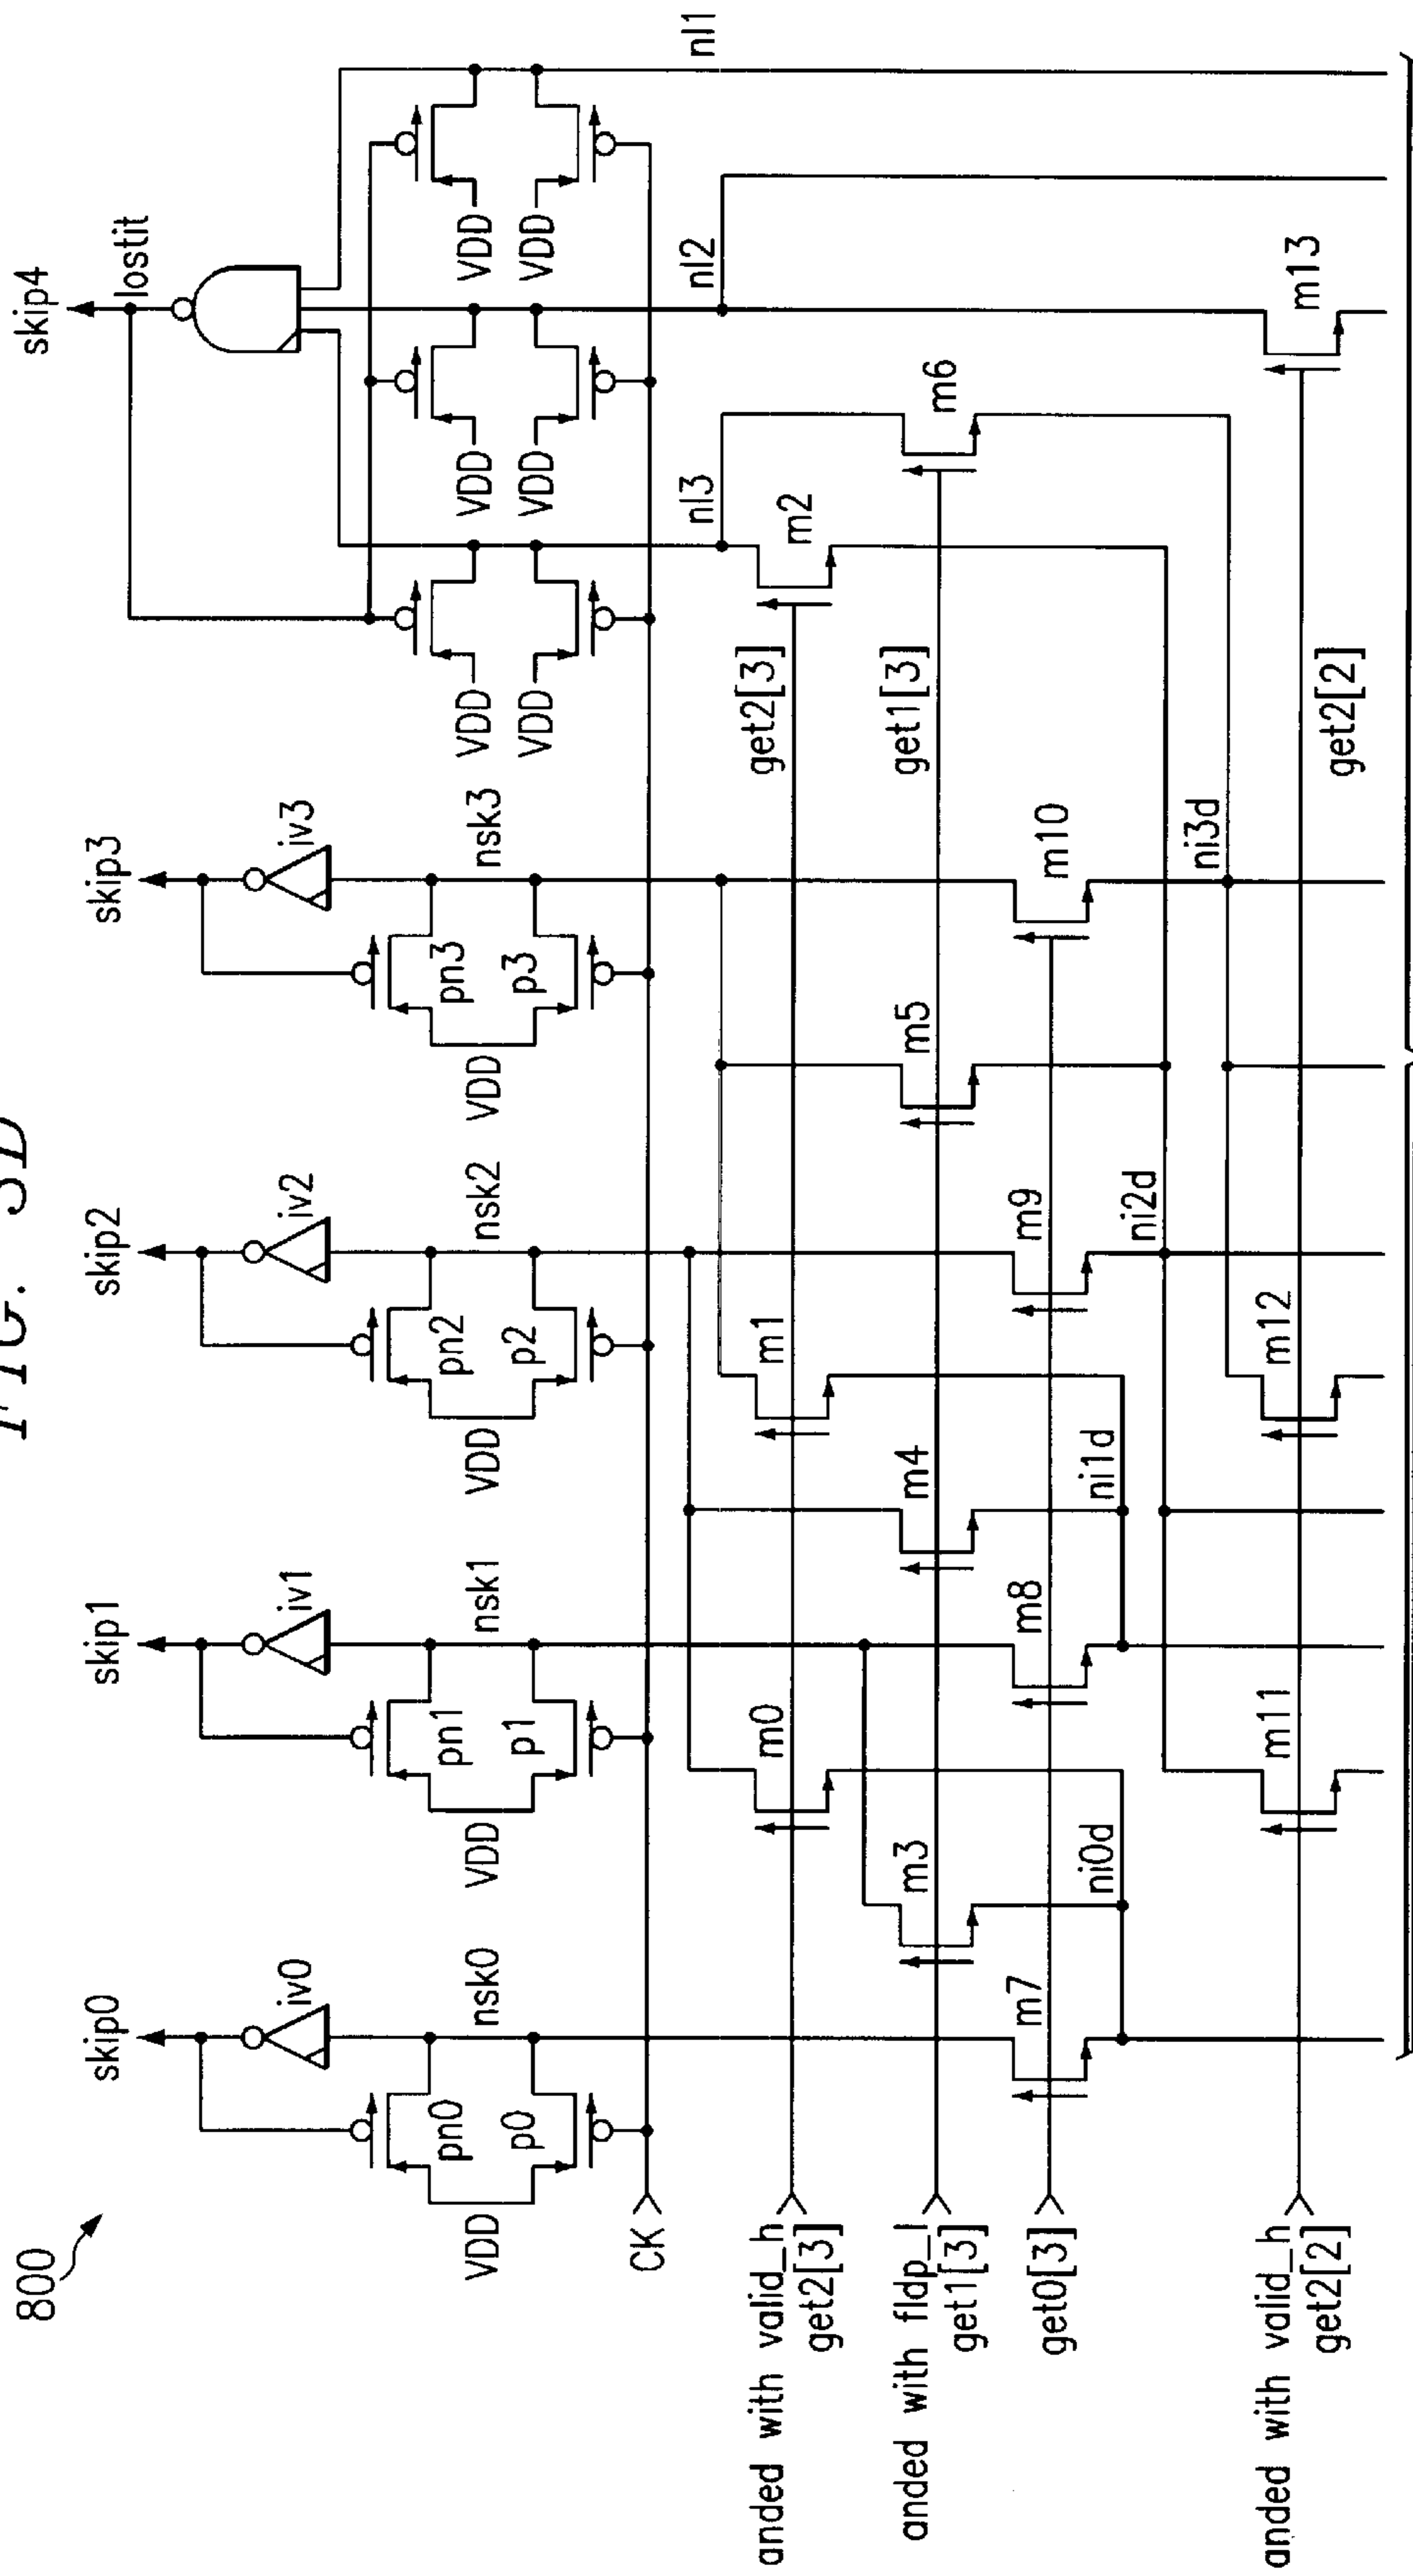 FIG. 3D
800
skip0
skip1
skip2
skip3
skip4
lostit
iv0
iv1
iv2
iv3
nsk0
nsk1
nsk2
nsk3
pn0
pn1
pn2
pn3
p0
p1
p2
p3
VDD
VDD
VDD
VDD
VDD
VDD
VDD
VDD
VDD
VDD
CK
nl3
nl2
nl1
anded with valid_h
get2[3]
m0
m1
get2[3]
m2
anded with fldp_l
get1[3]
m3
m4
m5
get1[3]
m6
get0[3]
m7
m8
m9
m10
ni0d
ni1d
ni2d
ni3d
anded with valid_h
get2[2]
m11
m12
get2[2]
m13